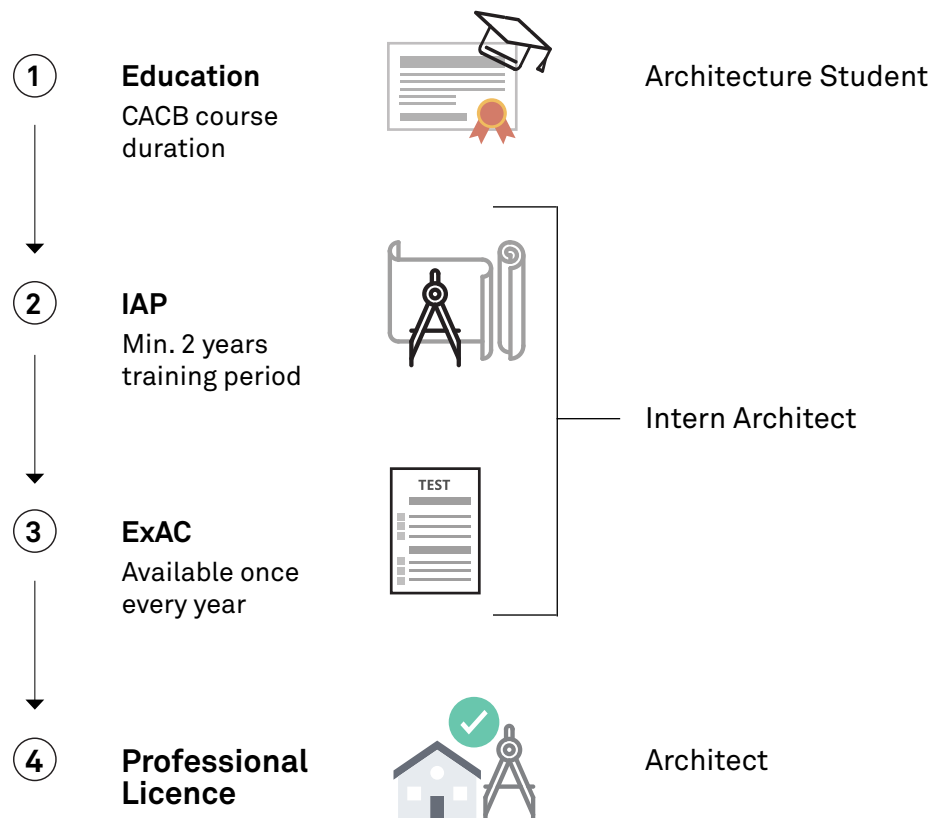 1
Education
CACB course
duration
Architecture Student
2
IAP
Min. 2 years
training period
Intern Architect
TEST
3
ExAC
Available once
every year
4
Professional
Licence
Architect